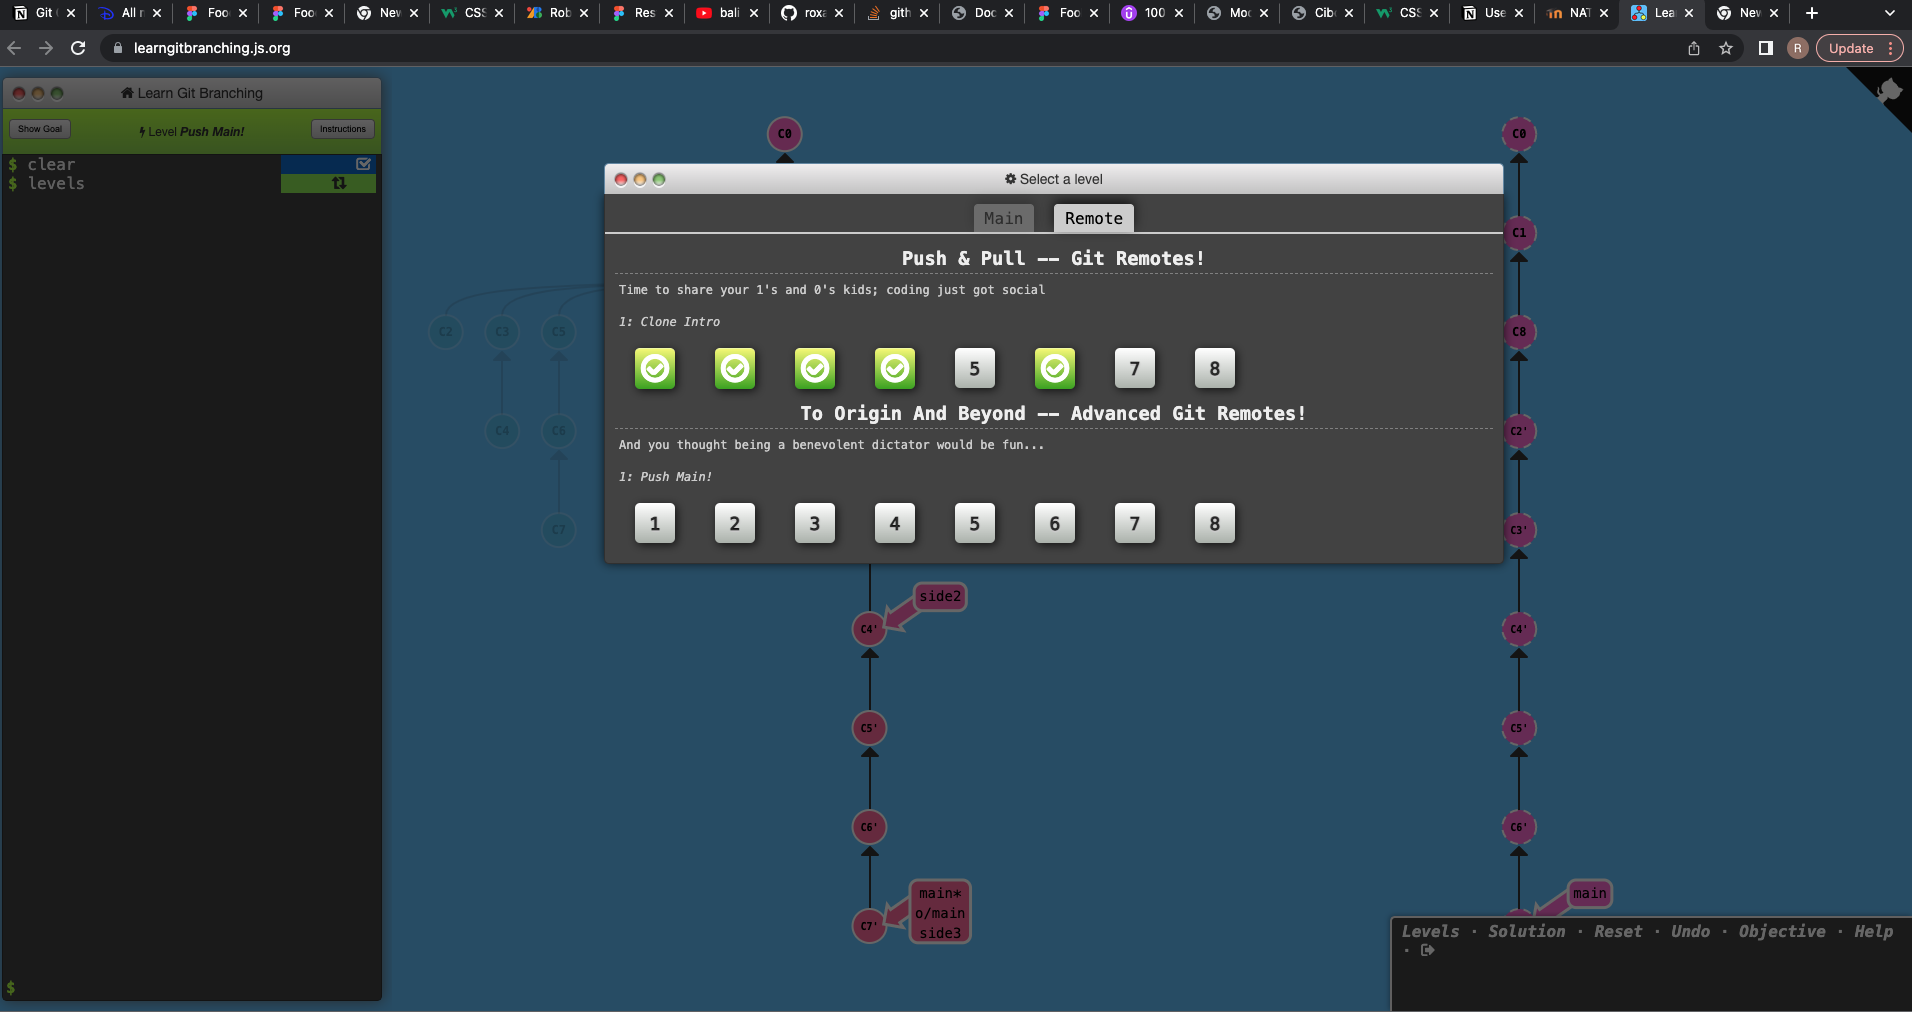 Git
All n
Foo
Foo
New
CSS
Rob
Res
bali
roxa
gith
Doc
Foo
100
Moc
Cib
CSS
Use
NAT
Lea
New
learngitbranching.js.org
R
Update
Learn Git Branching
Show Goal
Level Push Main!
Instructions
$ clear
$ levels
$
C0
C2
C3
C5
C4
C6
C7
Select a level
Main
Remote
Push & Pull -- Git Remotes!
Time to share your 1's and 0's kids; coding just got social
1: Clone Intro
5
7
8
To Origin And Beyond -- Advanced Git Remotes!
And you thought being a benevolent dictator would be fun...
1: Push Main!
1 2 3 4 5 6 7 8
side2
C4'
C5'
C6'
main*
o/main
side3
C7'
C0
C1
C8
C2'
C3'
C4'
C5'
C6'
main
Levels · Solution · Reset · Undo · Objective · Help
·